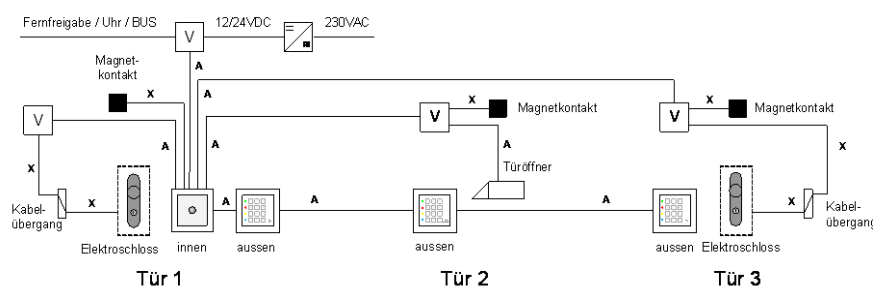 Fernfreigabe / Uhr / BUS
12/24VDC
230VAC
V
A
Magnet-
kontakt
X
A
A
V
A
A
X
Magnetkontakt
V
A
X
Magnetkontakt
V
X
X
Türöffner
X
X
A
A
A
X
Kabel-
übergang
Kabel-
übergang
Elektroschloss
innen
aussen
aussen
aussen
Elektroschloss
Tür 1
Tür 2
Tür 3